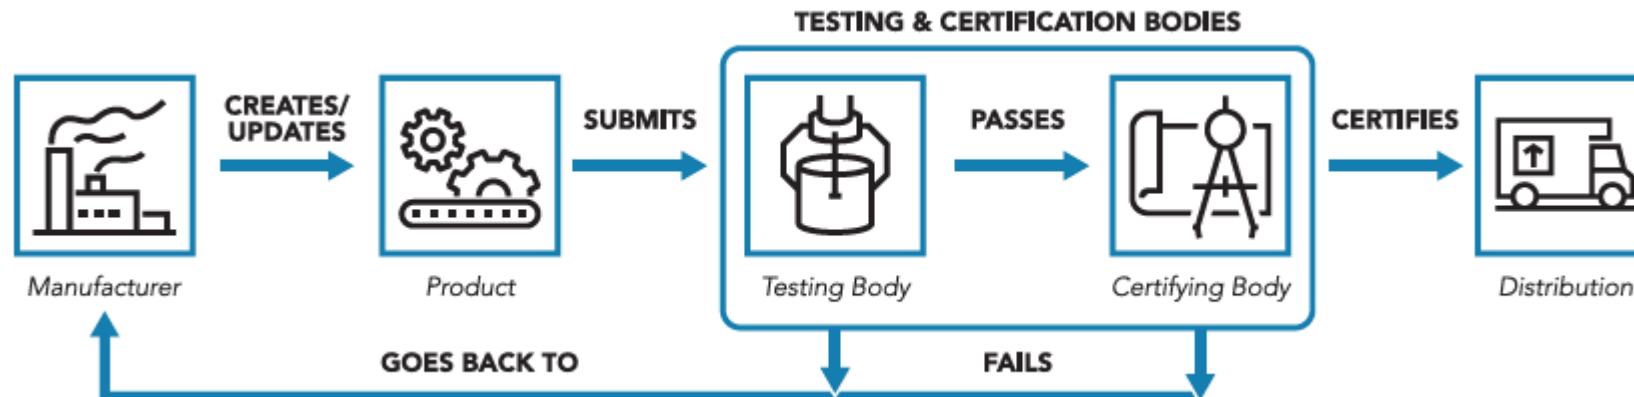 TESTING & CERTIFICATION BODIES
CREATES/
UPDATES
SUBMITS
PASSES
CERTIFIES
Manufacturer
Product
Testing Body
Certifying Body
Distribution
GOES BACK TO
FAILS